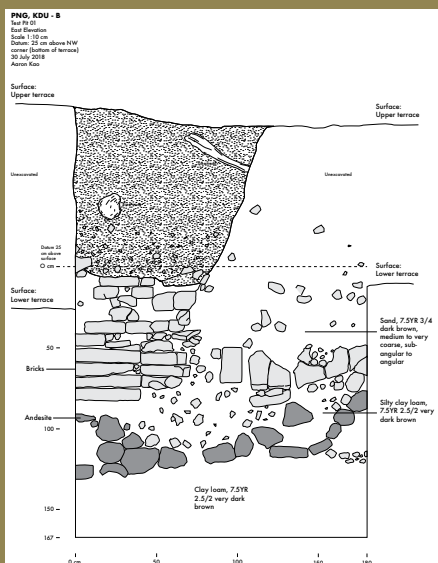 PNG, KDU - B
Test Pit 01
East Elevation
Scale 1:10 cm
Datum: 25 cm above NW
corner (bottom of terrace)
30 July 2018
Aaron Kao
Surface:
Upper terrace
Surface:
Upper terrace
Unexcavated
Unexcavated
Datum 25
cm above
surface
0 cm
Surface:
Lower terrace
Surface:
Lower terrace
Sand, 7.5YR 3/4
dark brown,
medium to very
coarse, sub-
angular to
angular
50
Bricks
Silty clay loam,
7.5YR 2.5/2 very
dark brown
Andesite
100
Clay loam, 7.5YR
2.5/2 very dark
brown
150
167
0 cm
50
100
150
180